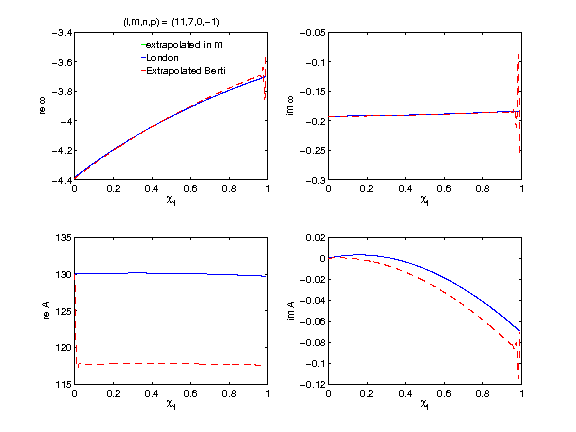 (l,m,n,p) = (11,7,0,−1)
−3.4
−3.6
−3.8
−4
−4.2
−4.4
re ω
extrapolated in M
London
Extrapolated Berti
0 0.2 0.4 0.6 0.8 1
χf
−0.05
−0.1
−0.15
−0.2
−0.25
−0.3
im ω
0 0.2 0.4 0.6 0.8 1
χf
135
130
125
120
115
re A
0 0.2 0.4 0.6 0.8 1
χf
0.02
0
−0.02
−0.04
−0.06
−0.08
−0.1
−0.12
im A
0 0.2 0.4 0.6 0.8 1
χf